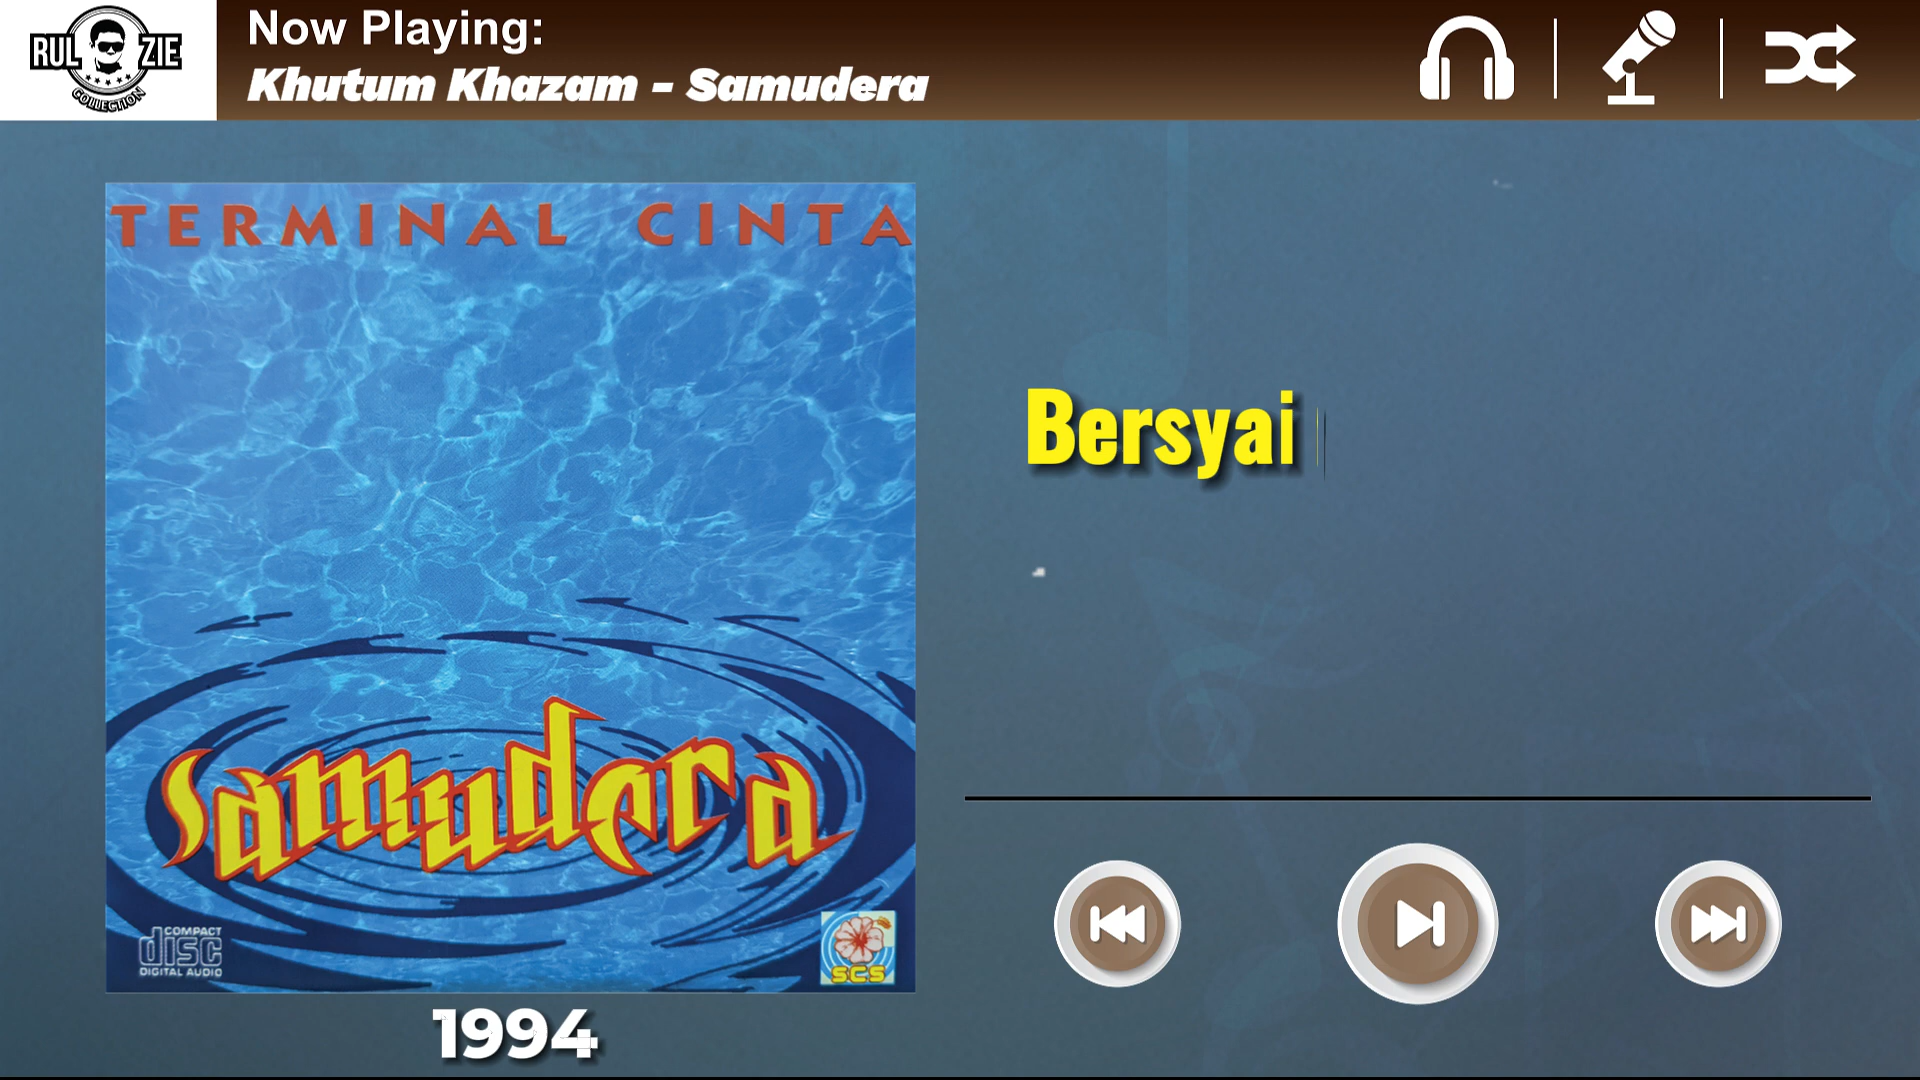 RUL ZIE
COLLECTION
Now Playing:
Khutum Khazam - Samudera
TERMINAL CINTA
Bersyai
samudera
COMPACT
disc
DIGITAL AUDIO
SCS
1994